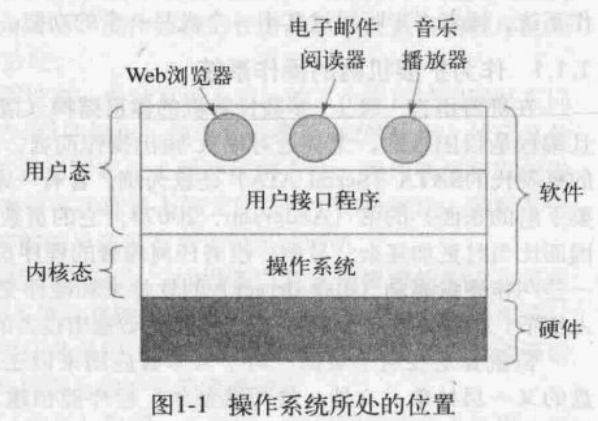 电子邮件
阅读器
音乐
播放器
Web浏览器
用户态
用户接口程序
软件
内核态
操作系统
硬件
图1-1 操作系统所处的位置